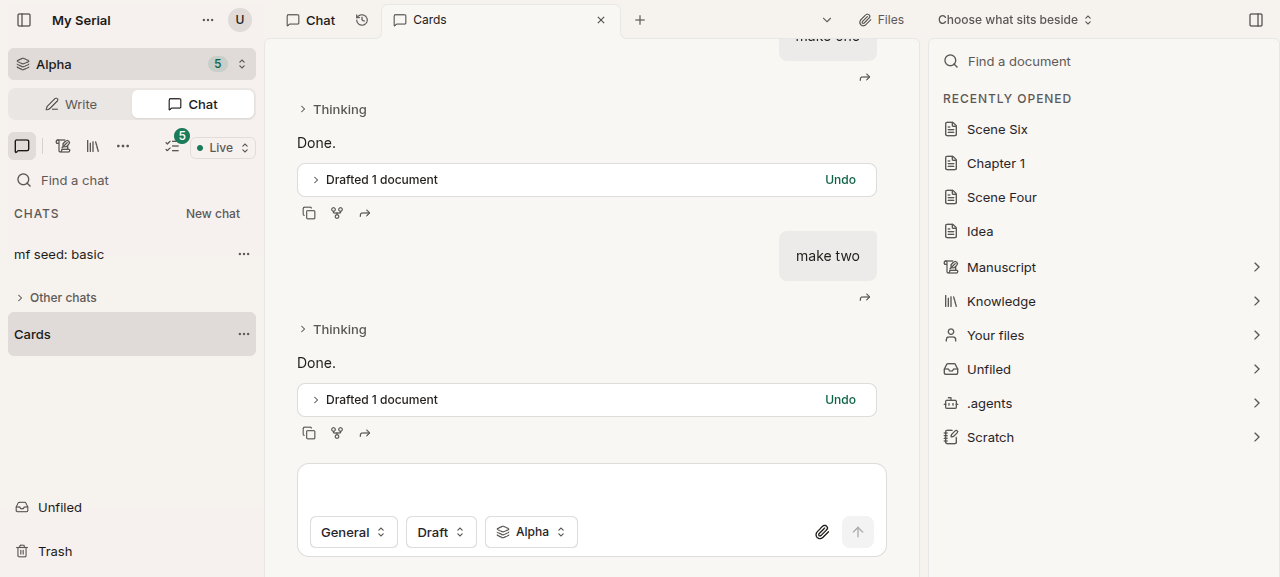 My Serial
U
Chat
Cards
Files
Choose what sits beside
Alpha
5
Write
Chat
5
Live
Find a chat
CHATS
New chat
mf seed: basic
Other chats
Cards
Unfiled
Trash
make one
Thinking
Done.
Drafted 1 document
Undo
make two
Thinking
Done.
Drafted 1 document
Undo
General
Draft
Alpha
Find a document
RECENTLY OPENED
Scene Six
Chapter 1
Scene Four
Idea
Manuscript
Knowledge
Your files
Unfiled
.agents
Scratch